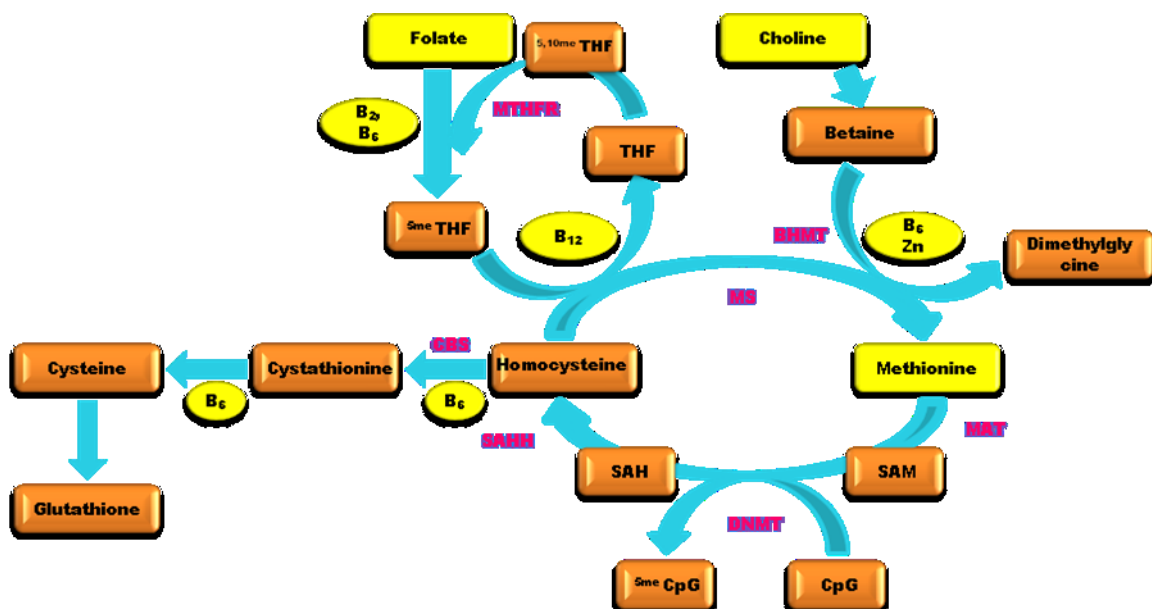 Folate
5,10me THF
Choline
MTHFR
B2,
B6
Betaine
THF
5me THF
B12
BHMT
B6
Zn
Dimethylgly
cine
MS
CBS
Cysteine
Cystathionine
Homocysteine
Methionine
B6
B6
SAHH
MAT
SAH
SAM
Glutathione
DNMT
5me CpG
CpG